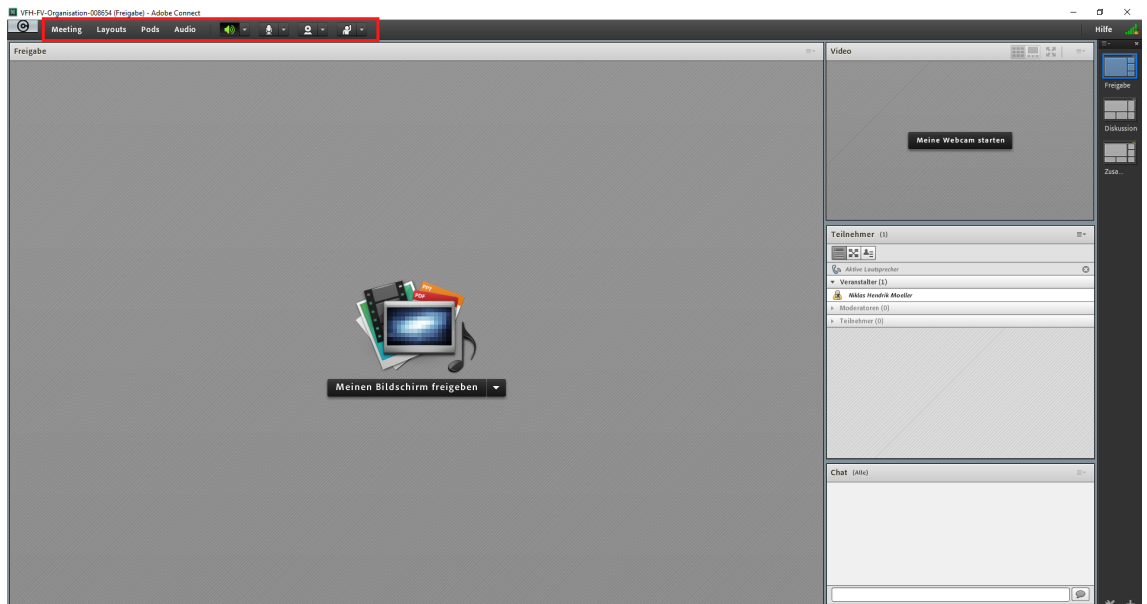 VFH-FV-Organisation-008654 (Freigabe) - Adobe Connect
Meeting Layouts Pods Audio
Hilfe
Freigabe
Video
Meine Webcam starten
Freigabe
Diskussion
Zusa...
Teilnehmer (1)
Aktive Lautsprecher
Veranstalter (1)
Niklas Hendrik Moeller
Moderatoren (0)
Teilnehmer (0)
PPT
PDF
Meinen Bildschirm freigeben
Chat (Alle)